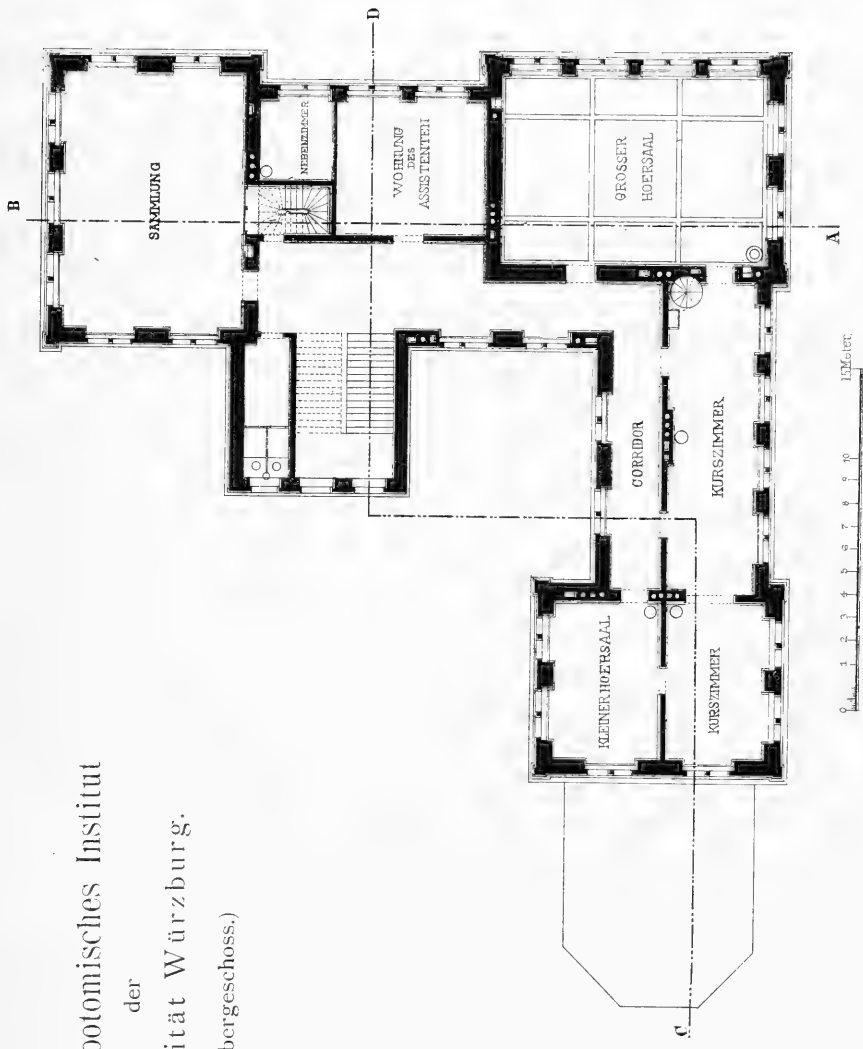 ootomisches Institut
der
ität Würzburg.
bergeschoss.)
B
SAMMLUNG
NEBENZIMMER
D
WOHNUNG
DES
ASSISTENTEN
GROSSER
HOERSAAL
A
CORRIDOR
KURSZIMMER
KLEINER HOERSAAL
KURSZIMMER
C
0 1 2 3 4 5 6 7 8 9 10 15 Meter.